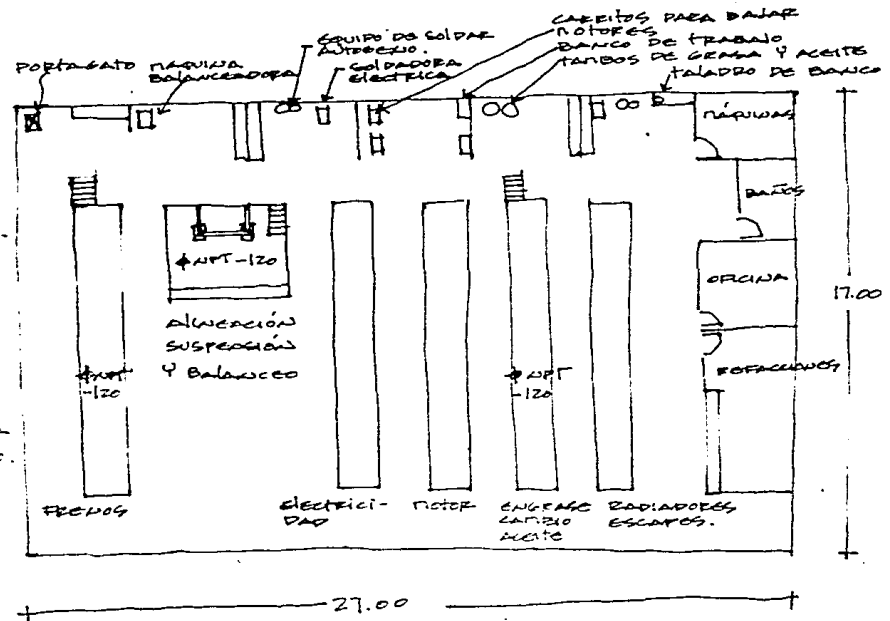 PORTAGATO
MAQUINA
BALANCEADORA
EQUIPO DE SOLDAR
AUTOGENO.
SOLDADORA
ELECTRICA
CARRITOS PARA BAJAR
MOTORES
BANCO DE TRABAJO
TAMBOS DE GRASA Y ACEITE
TALADRO DE BANCO
MÁQUINAS
BAÑOS
OFICINA
REFACCIONES
17.00
NPT -120
ALINEACIÓN
SUSPENSIÓN
Y BALANCEO
NPT
-120
NPT
-120
FRENOS
ELECTRICI-
DAD
MOTOR
ENGRASE
CAMBIO
ACEITE
RADIADORES
ESCAPES.
27.00